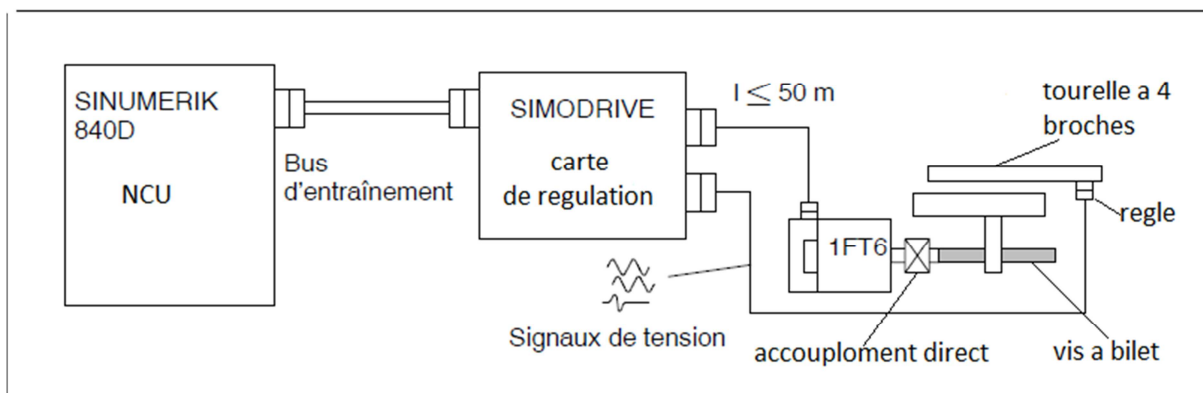 SINUMERIK
840D
NCU
Bus
d'entraînement
SIMODRIVE
carte
de regulation
l ≤ 50 m
tourelle a 4
broches
regle
1FT6
Signaux de tension
accouploment direct
vis a bilet